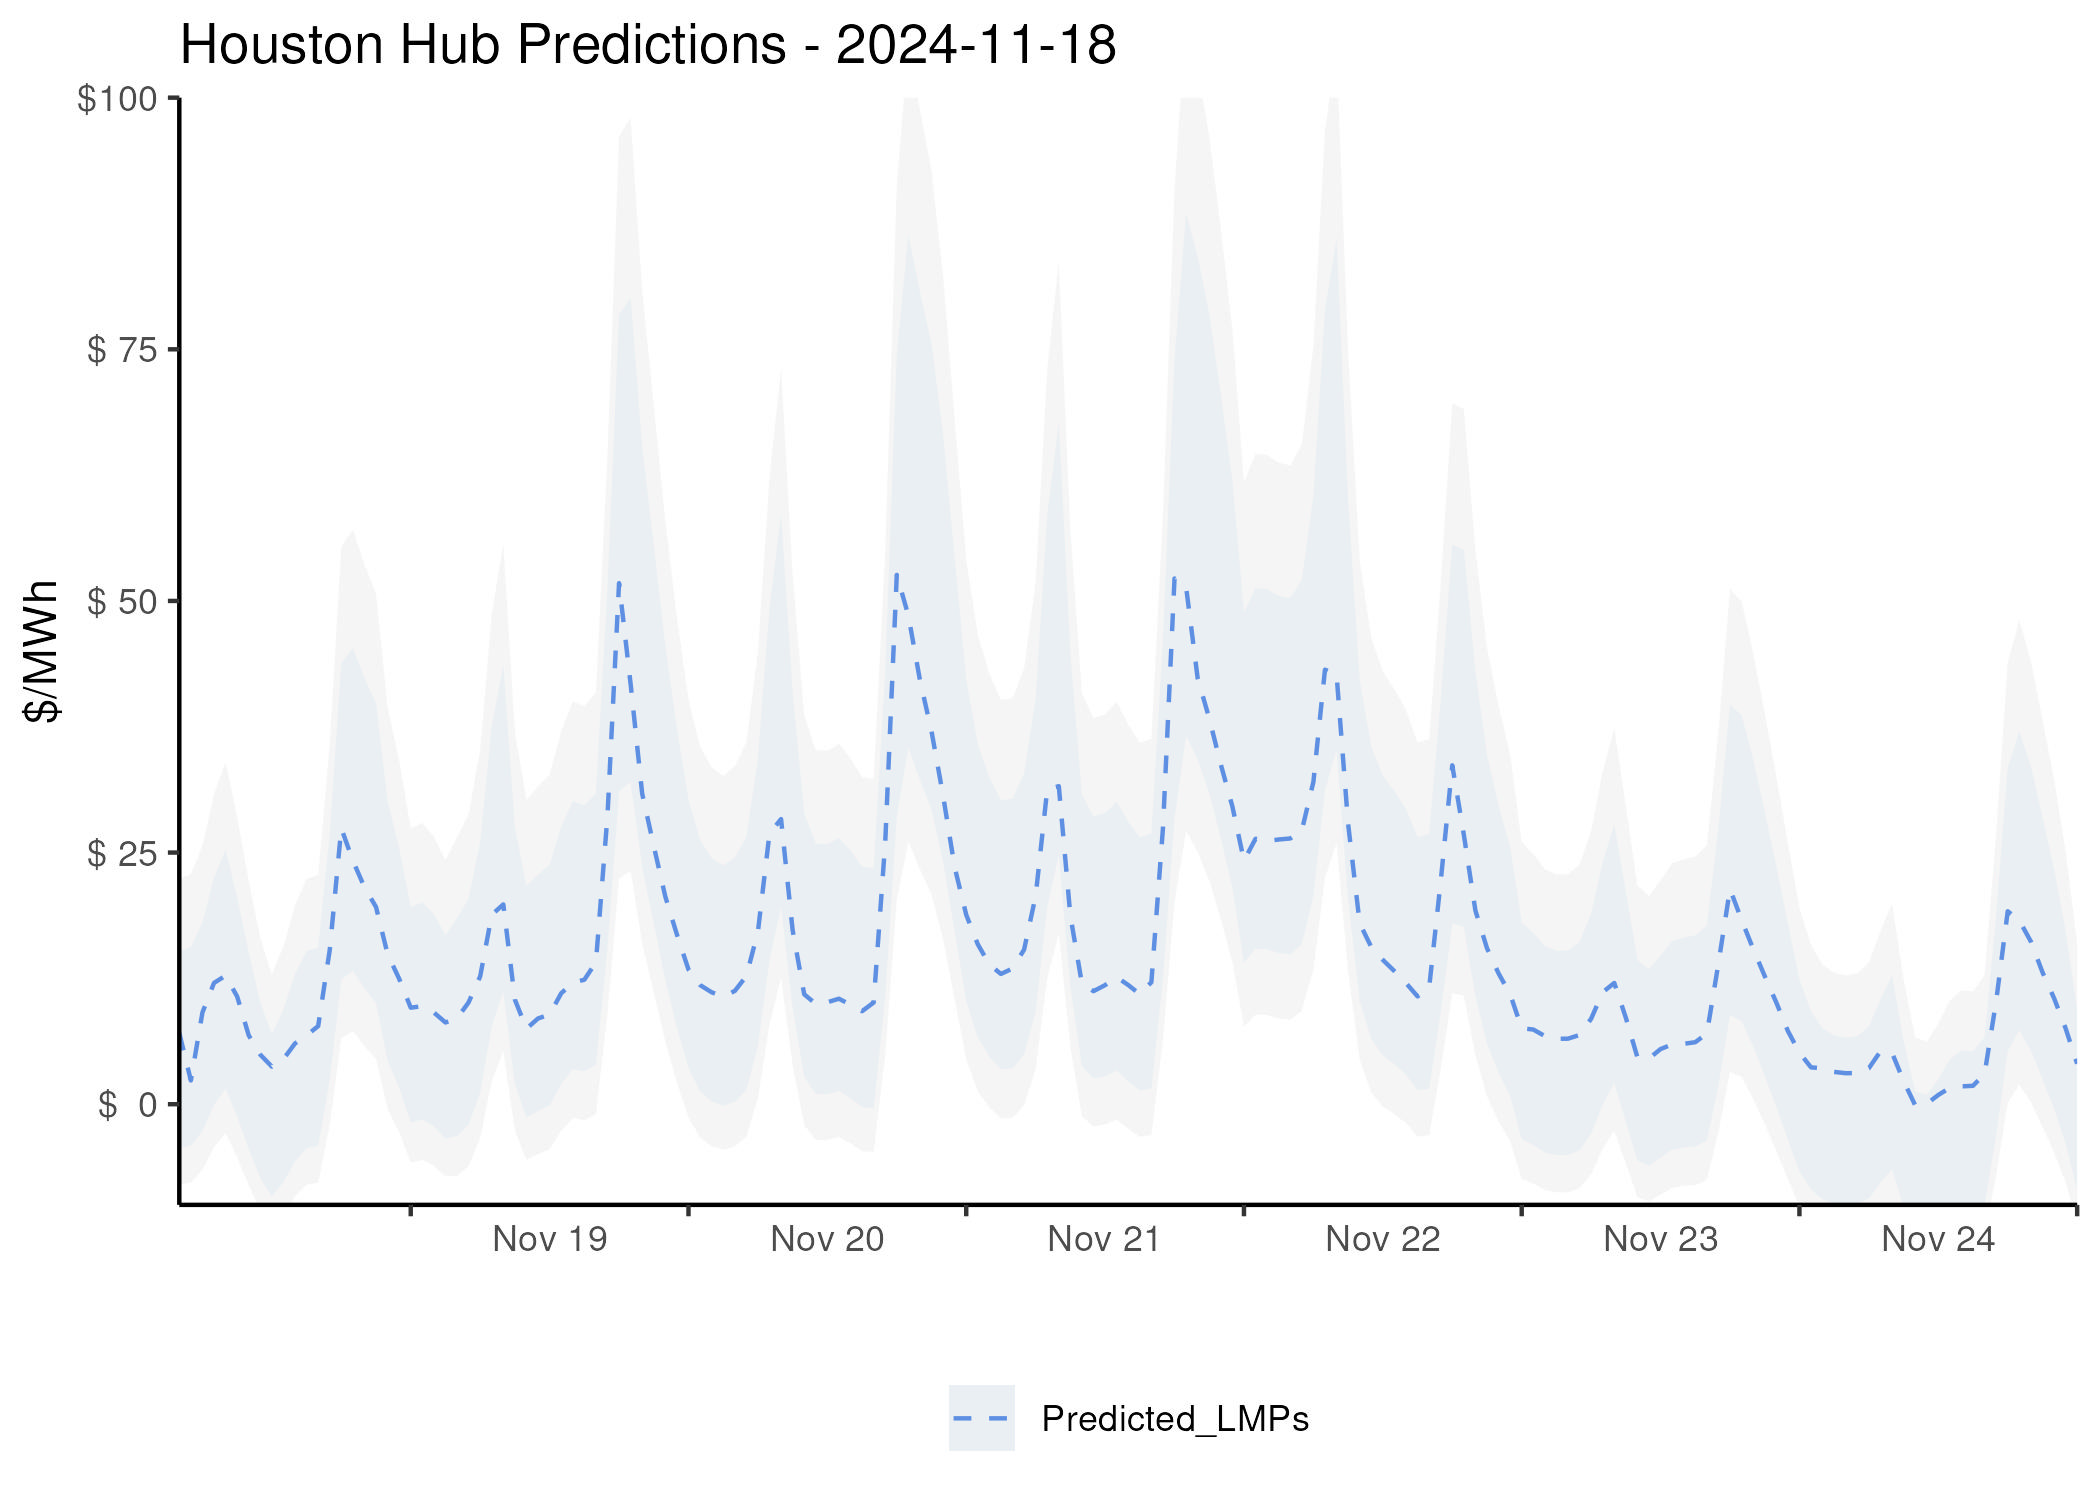 Houston Hub Predictions - 2024-11-18
$100
$ 75
$ 50
$ 25
$ 0
$/MWh
Nov 19 Nov 20 Nov 21 Nov 22 Nov 23 Nov 24
Predicted_LMPs